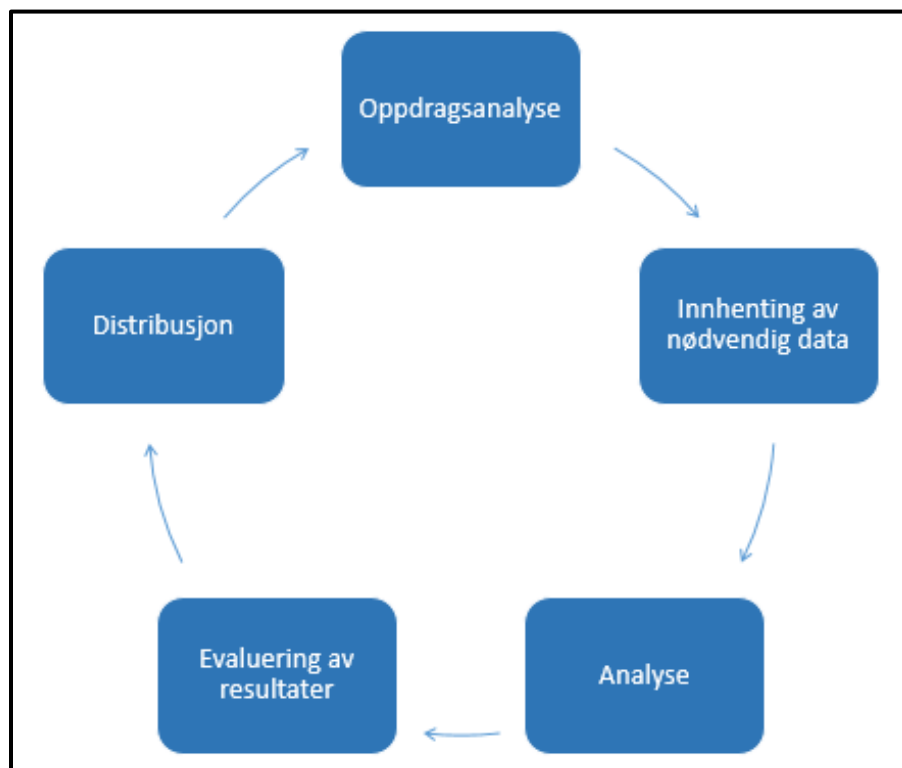 Oppdragsanalyse
Innhenting av
nødvendig data
Analyse
Evaluering av
resultater
Distribusjon